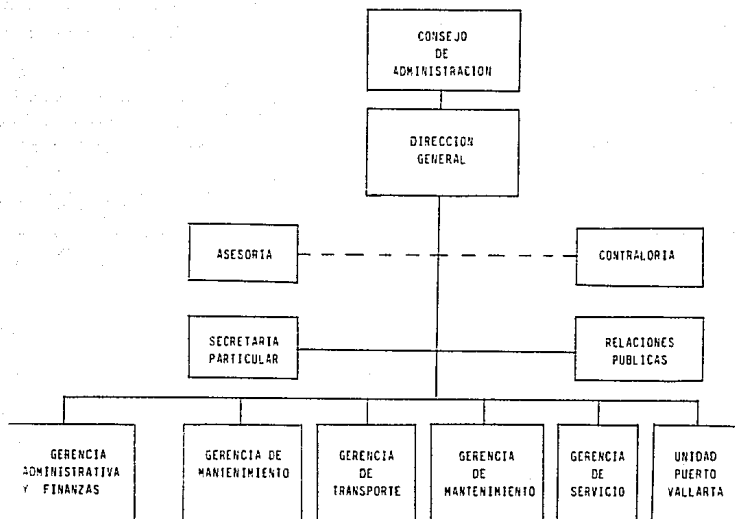 CONSEJO
DE
ADMINISTRACION
DIRECCION
GENERAL
ASESORIA
CONTRALORIA
SECRETARIA
PARTICULAR
RELACIONES
PUBLICAS
GERENCIA
ADMINISTRATIVA
Y FINANZAS
GERENCIA DE
MANTENIMIENTO
GERENCIA
DE
TRANSPORTE
GERENCIA
DE
MANTENIMIENTO
GERENCIA
DE
SERVICIO
UNIDAD
PUERTO
VALLARTA